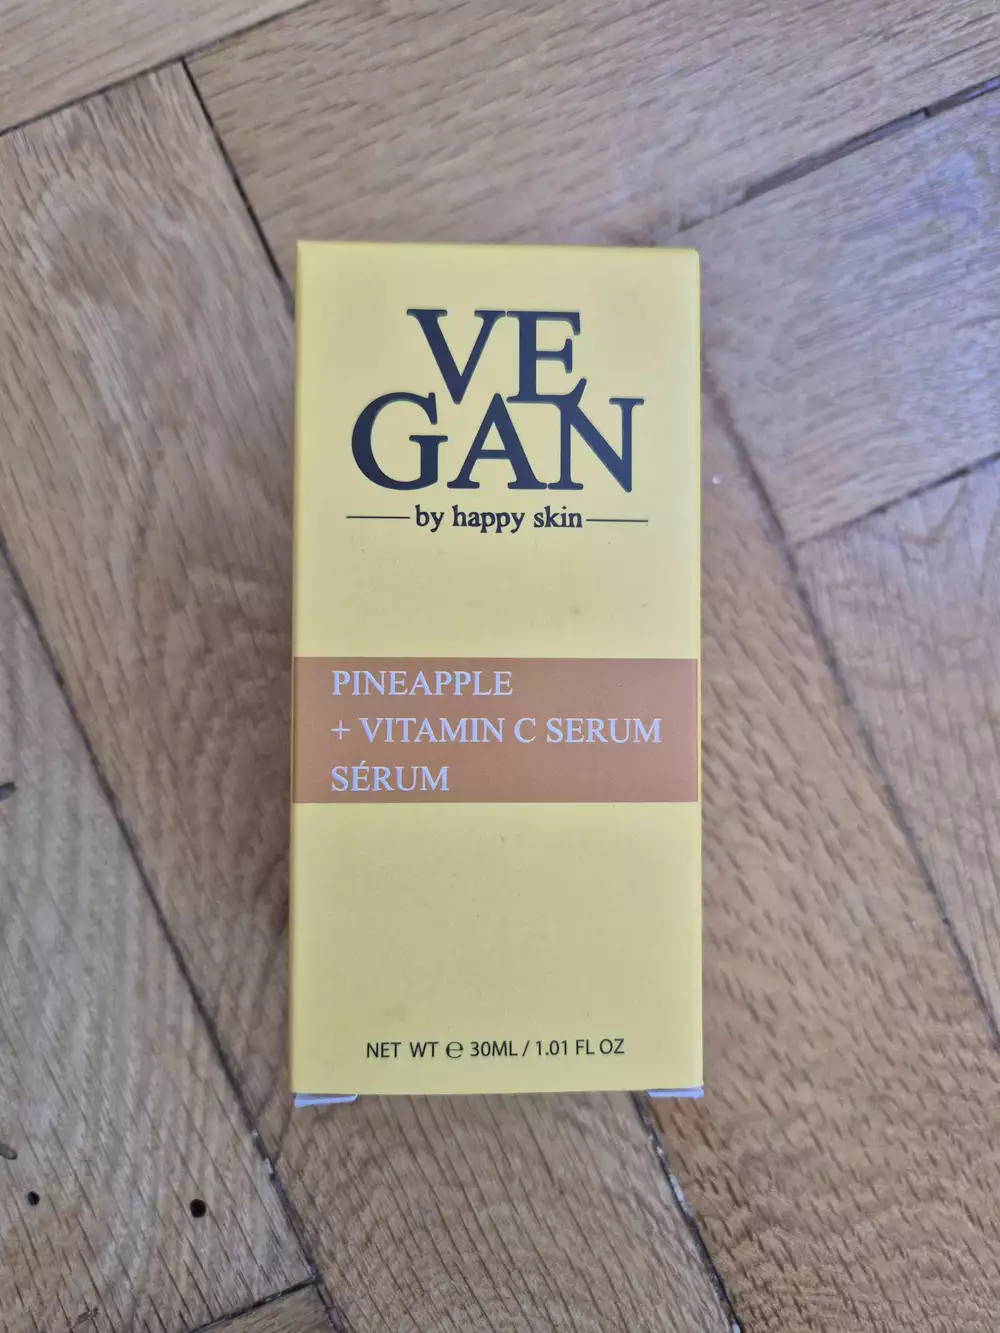 VE
GAN
by happy skin
PINEAPPLE
+ VITAMIN C SERUM
SÉRUM
NET WT ℮ 30ML / 1.01 FL OZ